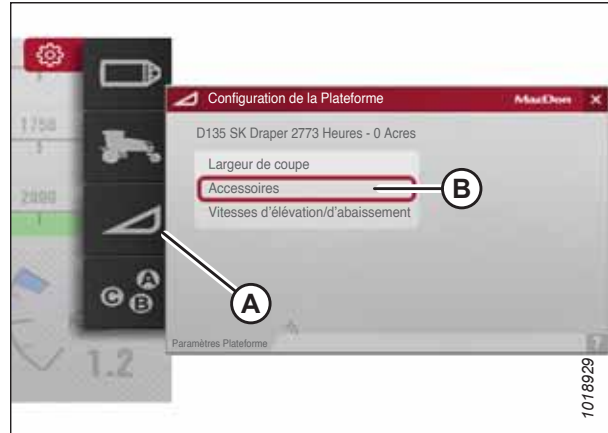 Configuration de la Plateforme MacDon X
1750
D135 SK Draper 2773 Heures - 0 Acres
Largeur de coupe
Accessoires
B
Vitesses d'élévation/d'abaissement
2000
A
C B
A
1.2
Paramètres Plateforme
?
1018929